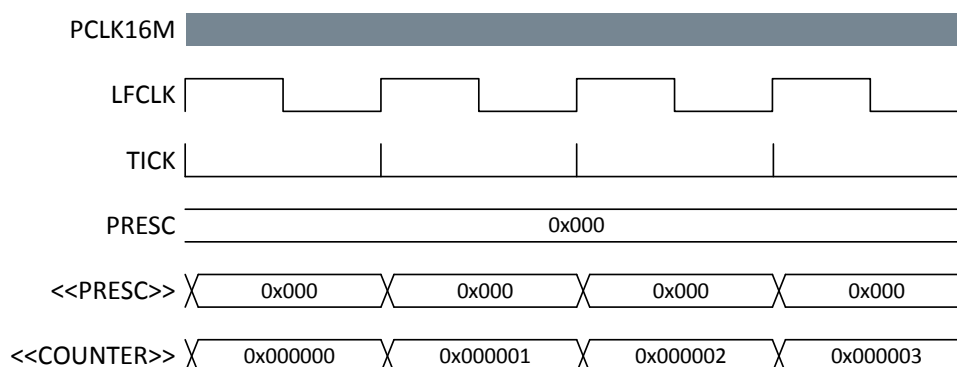 PCLK16M
LFCLK
TICK
PRESC 0x000
<<PRESC>> 0x000 0x000 0x000 0x000
<<COUNTER>> 0x000000 0x000001 0x000002 0x000003